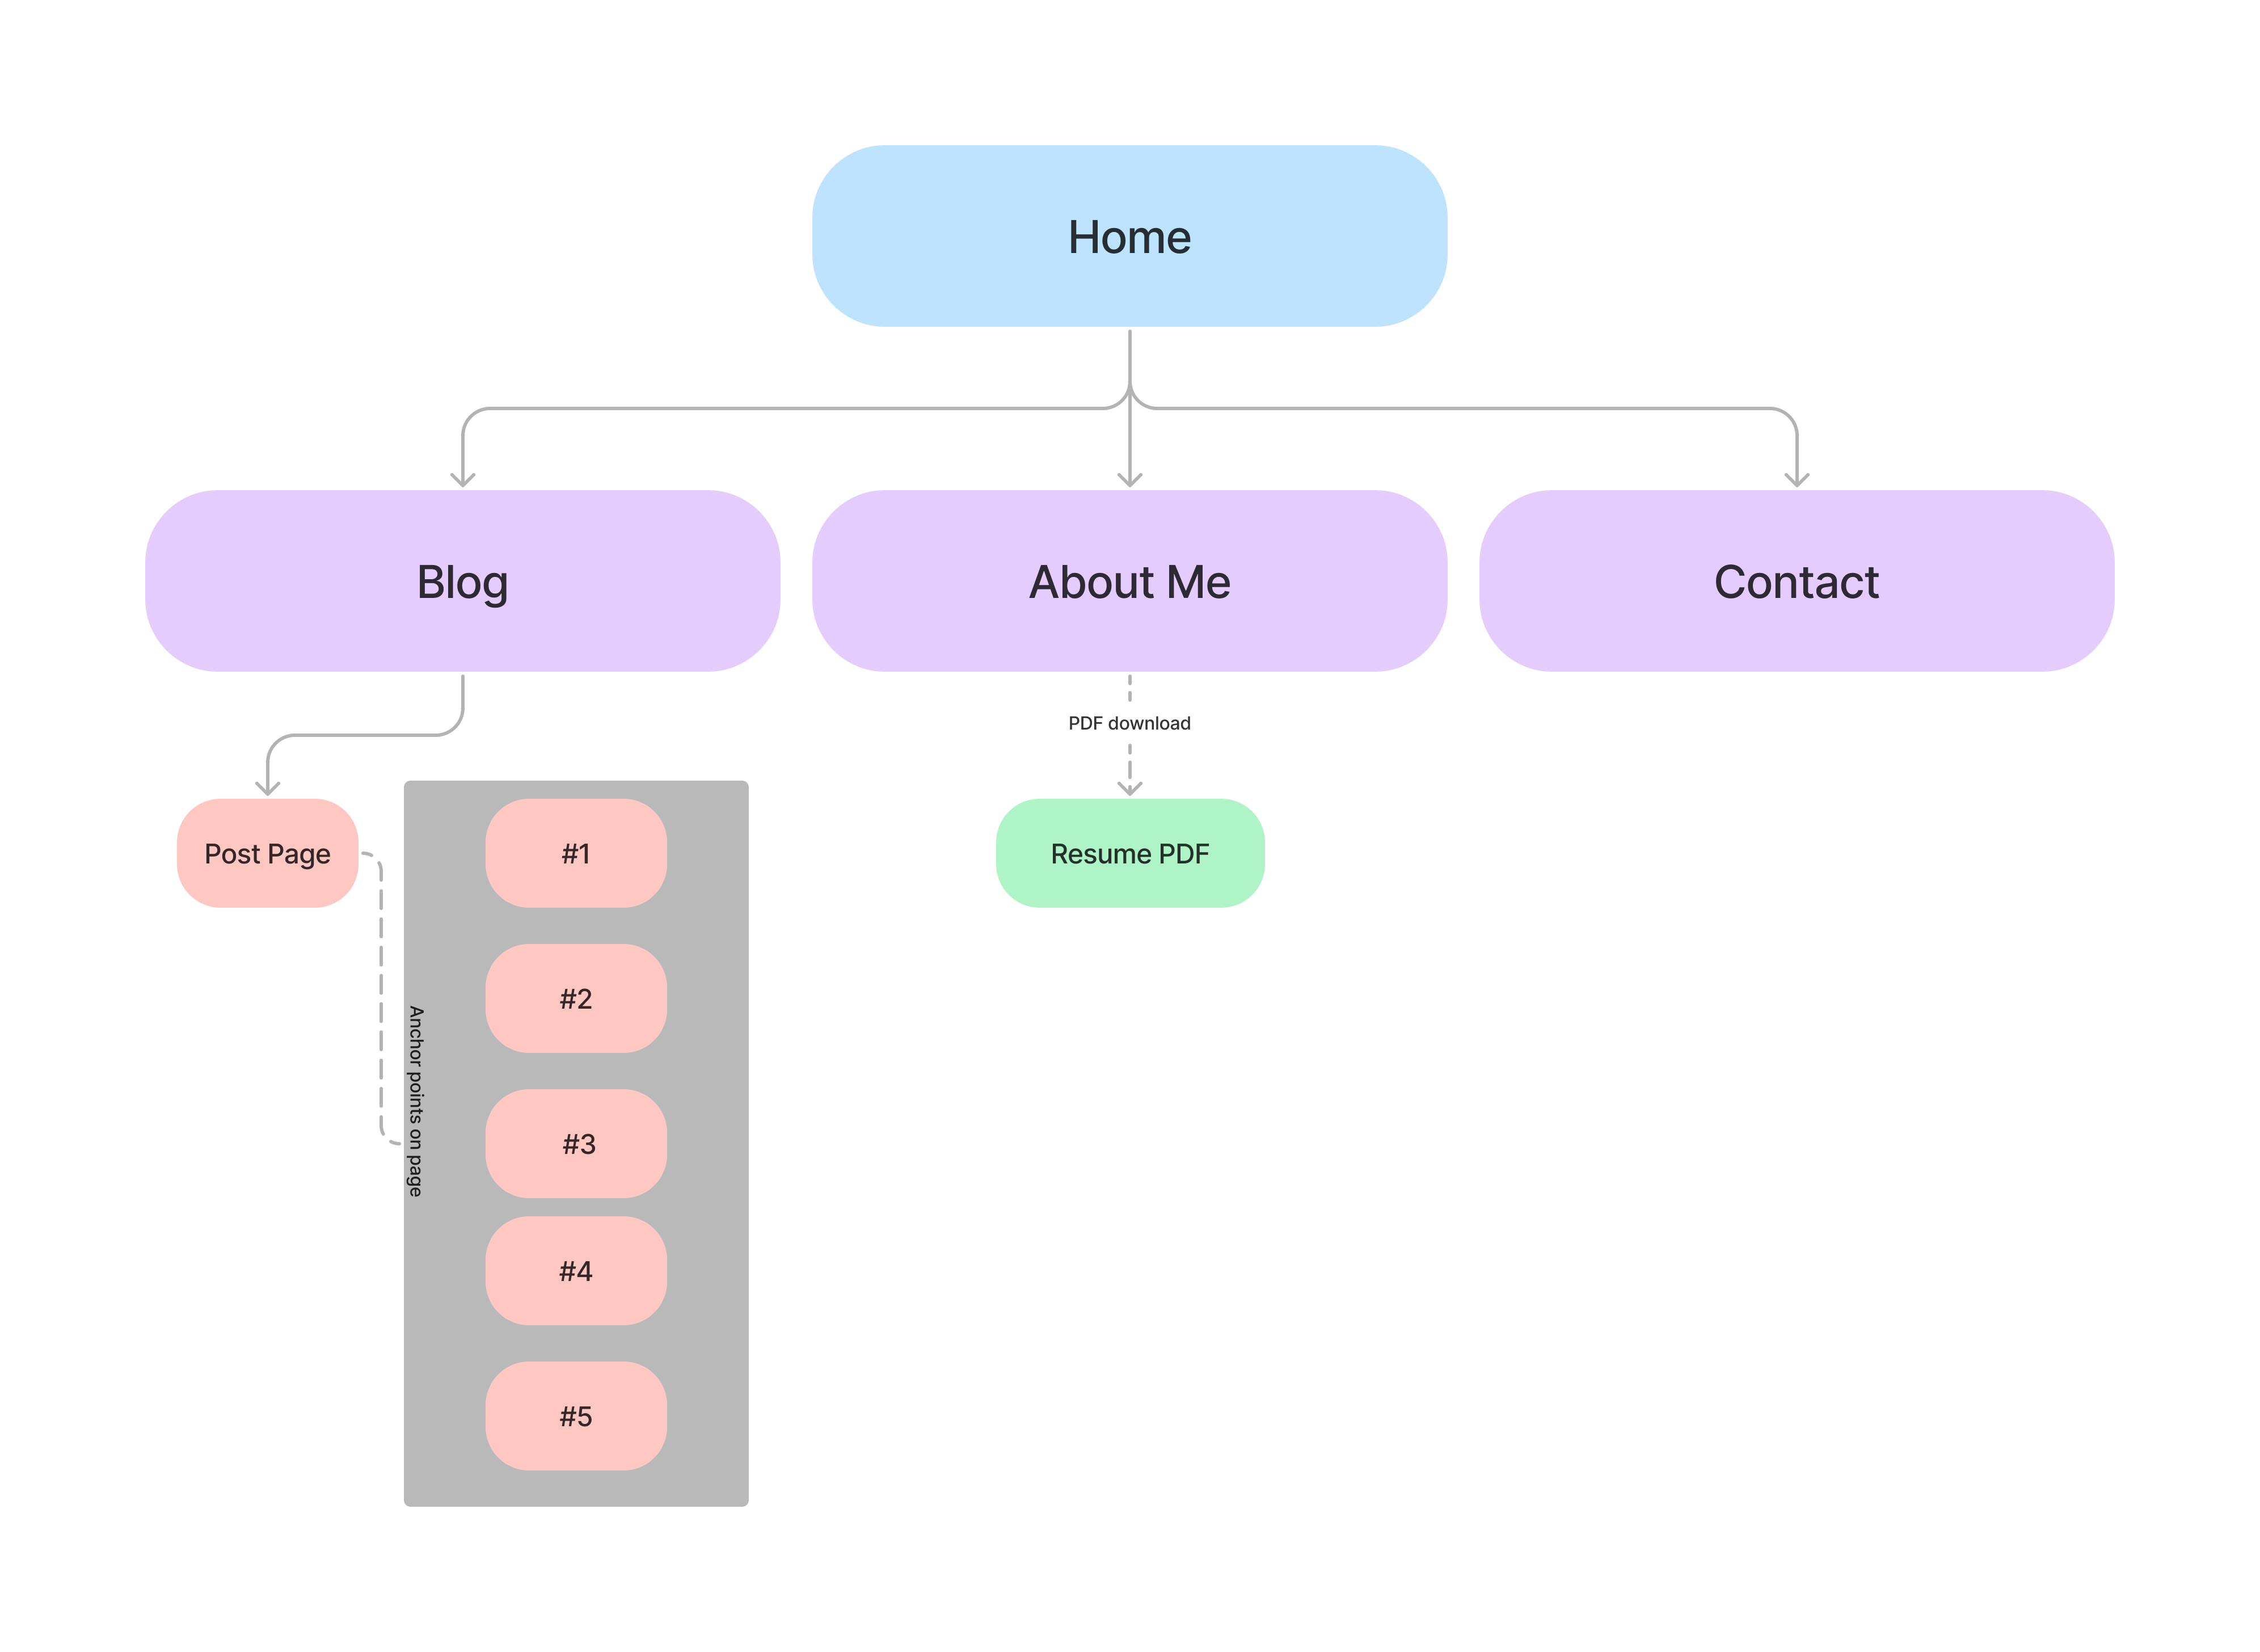 Home
Blog
About Me
Contact
PDF download
Post Page
#1
Resume PDF
#2
Anchor points on page
#3
#4
#5